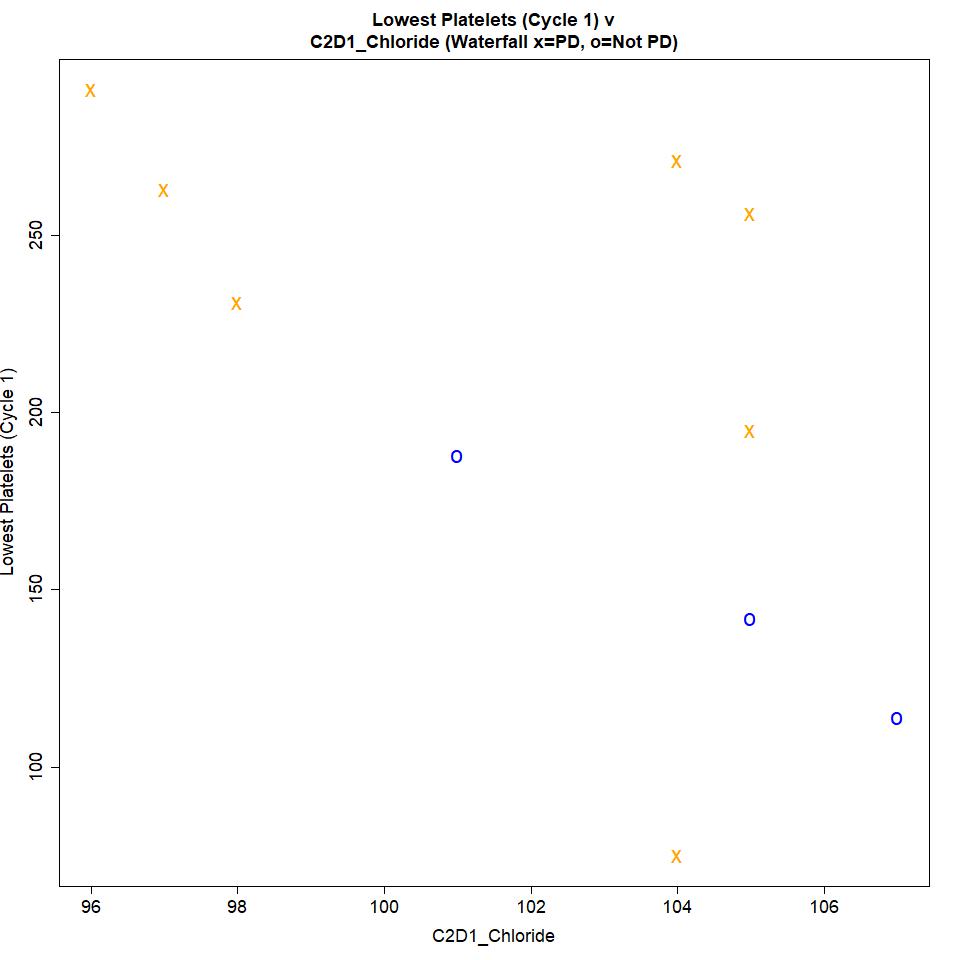 Lowest Platelets (Cycle 1) v
C2D1_Chloride (Waterfall x=PD, o=Not PD)
Lowest Platelets (Cycle 1)
250
200
150
100
96 98 100 102 104 106
C2D1_Chloride